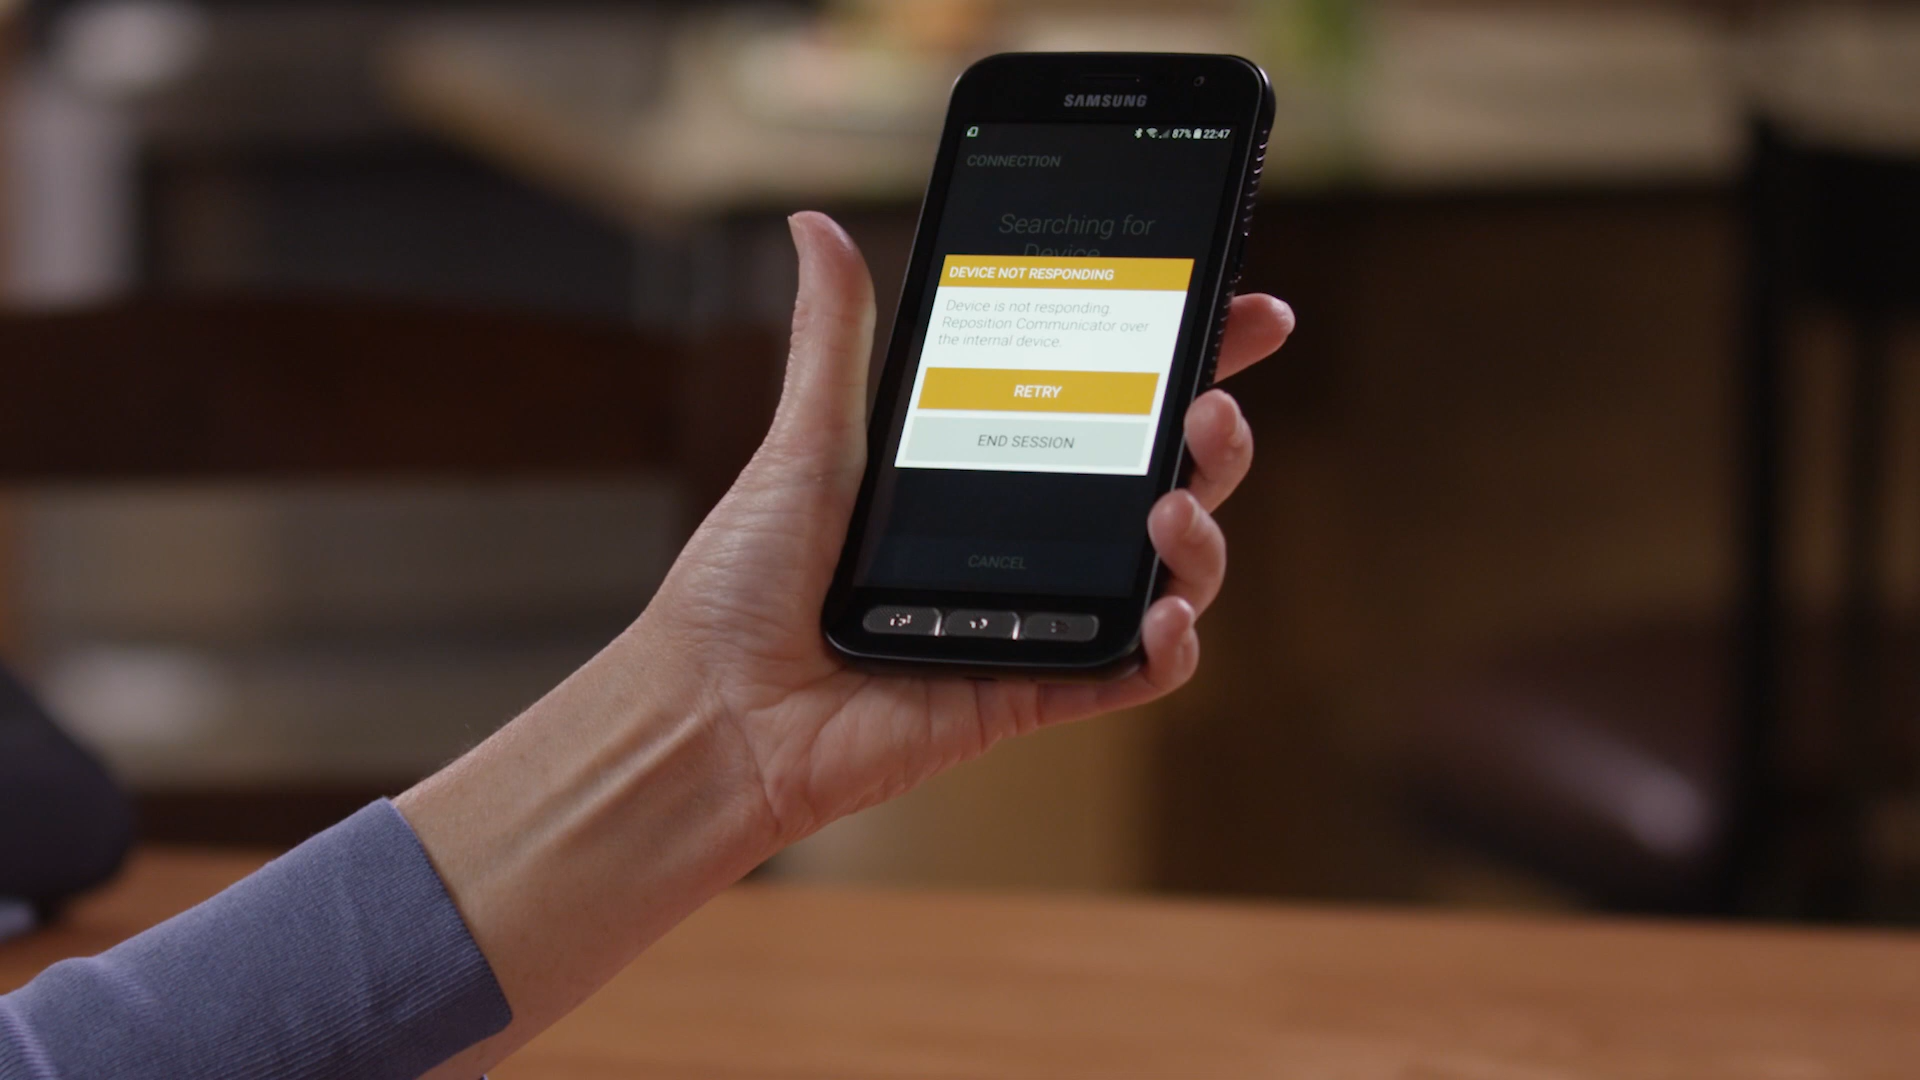 SAMSUNG
87% 22:47
CONNECTION
Searching for
Device
DEVICE NOT RESPONDING
Device is not responding.
Reposition Communicator over
the internal device.
RETRY
END SESSION
CANCEL